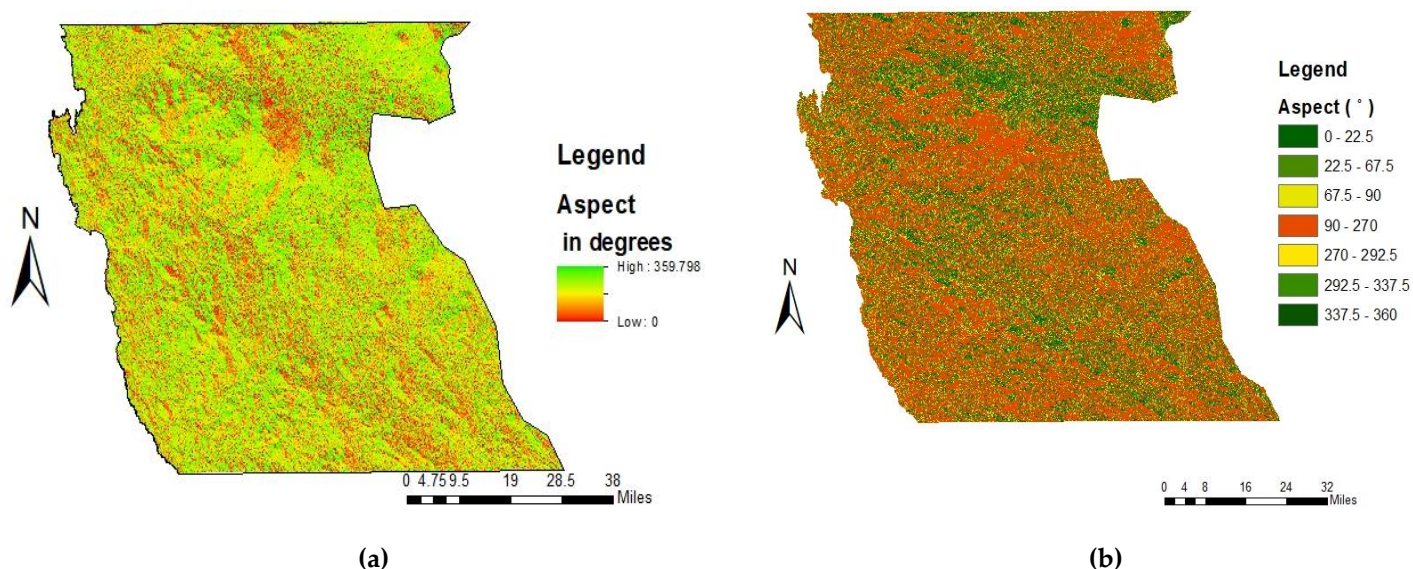 N
Legend
Aspect
in degrees
High : 359.798
Low : 0
0 4.75 9.5 19 28.5 38
Miles
(a)
N
Legend
Aspect ( ° )
0 - 22.5
22.5 - 67.5
67.5 - 90
90 - 270
270 - 292.5
292.5 - 337.5
337.5 - 360
0 4 8 16 24 32
Miles
(b)